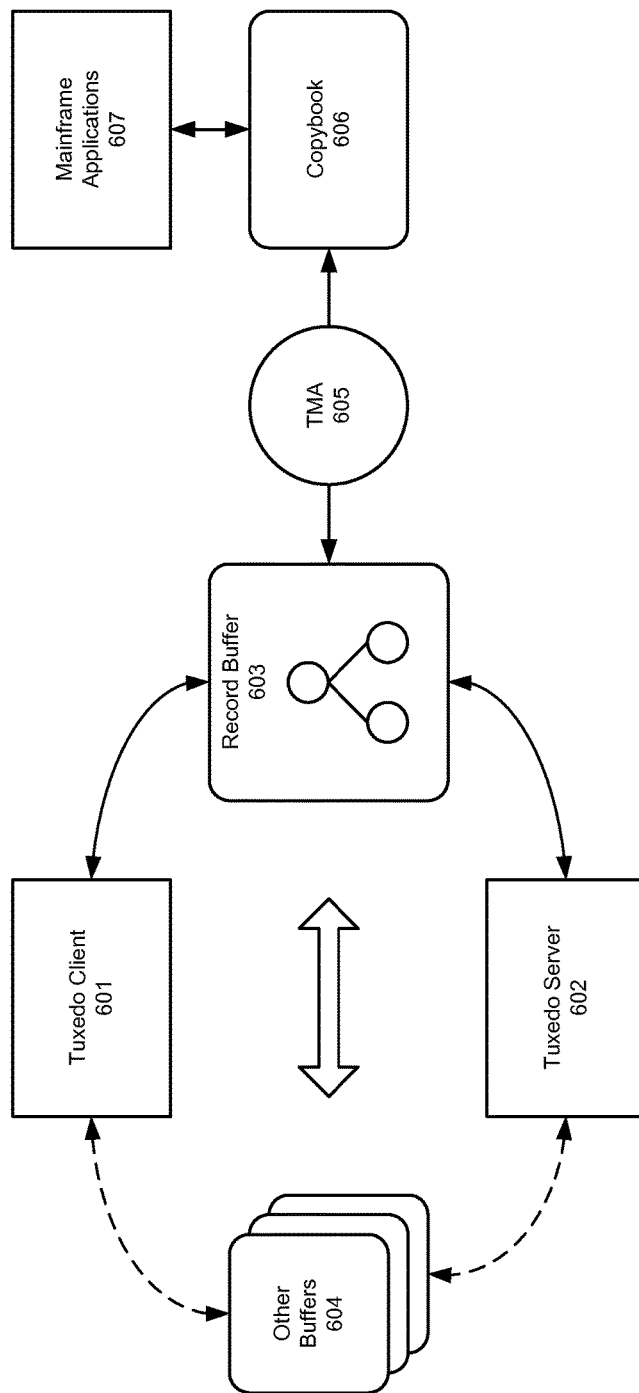 Tuxedo Client
601
Mainframe
Applications
607
Other
Buffers
604
Record Buffer
603
TMA
605
Copybook
606
Tuxedo Server
602